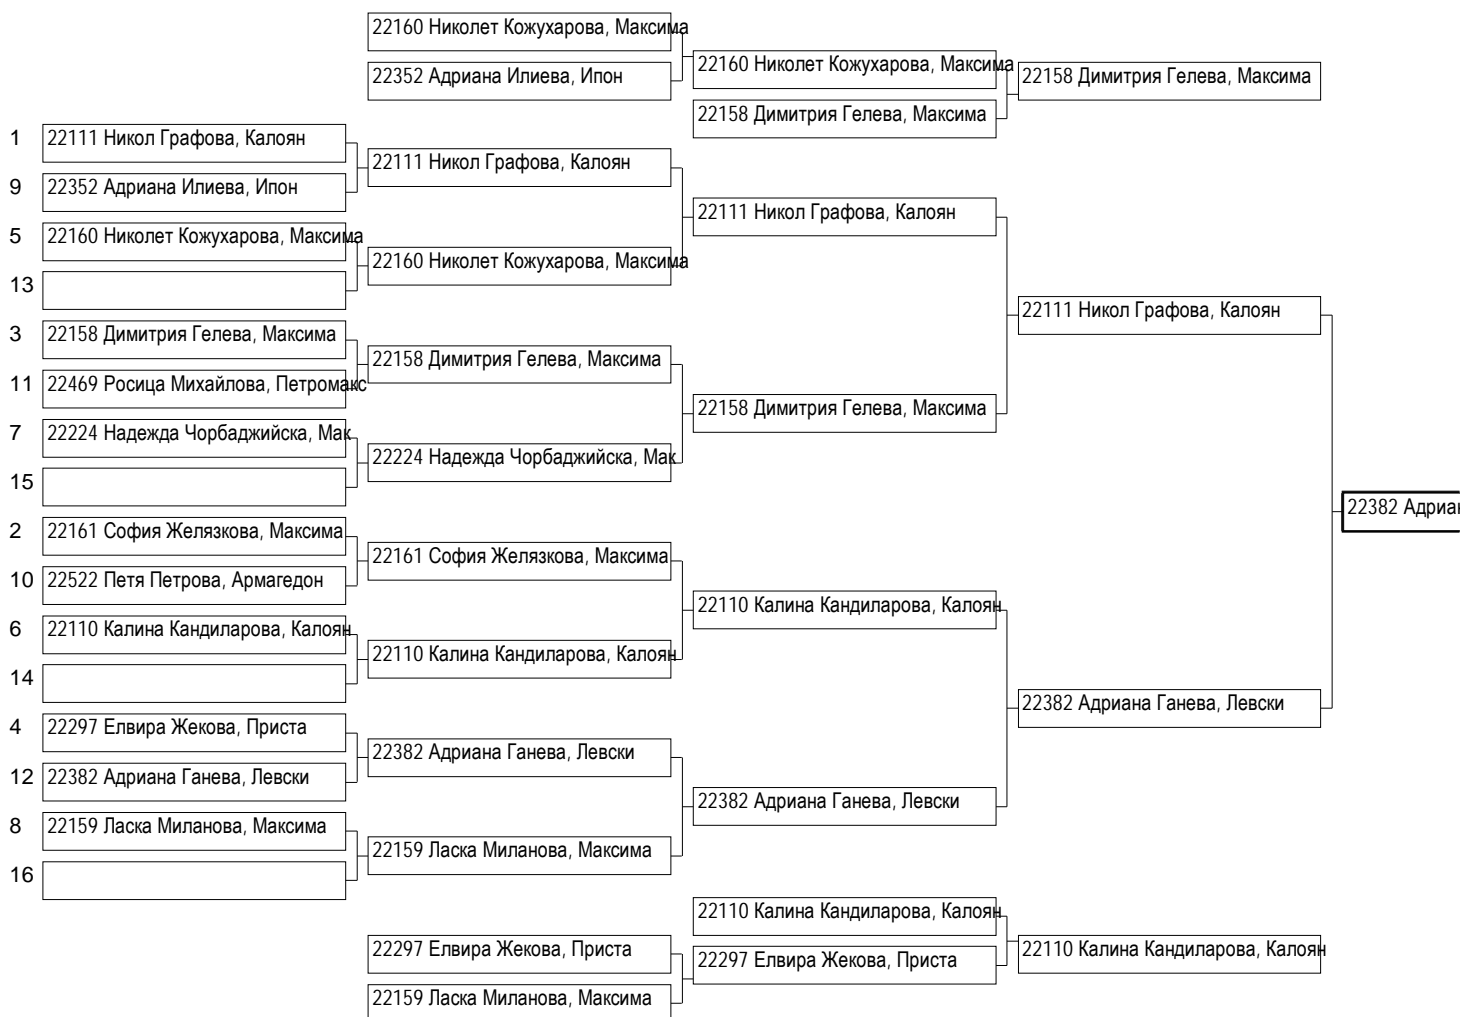 22160 Николет Кожухарова, Максима
22352 Адриана Илиева, Ипон
22160 Николет Кожухарова, Максима
22158 Димитрия Гелева, Максима
22158 Димитрия Гелева, Максима
1 22111 Никол Графова, Калоян
9 22352 Адриана Илиева, Ипон
5 22160 Николет Кожухарова, Максима
13
3 22158 Димитрия Гелева, Максима
11 22469 Росица Михайлова, Петромакс
7 22224 Надежда Чорбаджийска, Мак
15
2 22161 София Желязкова, Максима
10 22522 Петя Петрова, Армагедон
6 22110 Калина Кандиларова, Калоян
14
4 22297 Елвира Жекова, Приста
12 22382 Адриана Ганева, Левски
8 22159 Ласка Миланова, Максима
16
22111 Никол Графова, Калоян
22160 Николет Кожухарова, Максима
22158 Димитрия Гелева, Максима
22224 Надежда Чорбаджийска, Мак
22161 София Желязкова, Максима
22110 Калина Кандиларова, Калоян
22382 Адриана Ганева, Левски
22159 Ласка Миланова, Максима
22111 Никол Графова, Калоян
22158 Димитрия Гелева, Максима
22110 Калина Кандиларова, Калоян
22382 Адриана Ганева, Левски
22111 Никол Графова, Калоян
22382 Адриана Ганева, Левски
22382
22297 Елвира Жекова, Приста
22159 Ласка Миланова, Максима
22110 Калина Кандиларова, Калоян
22297 Елвира Жекова, Приста
22110 Калина Кандиларова, Калоян